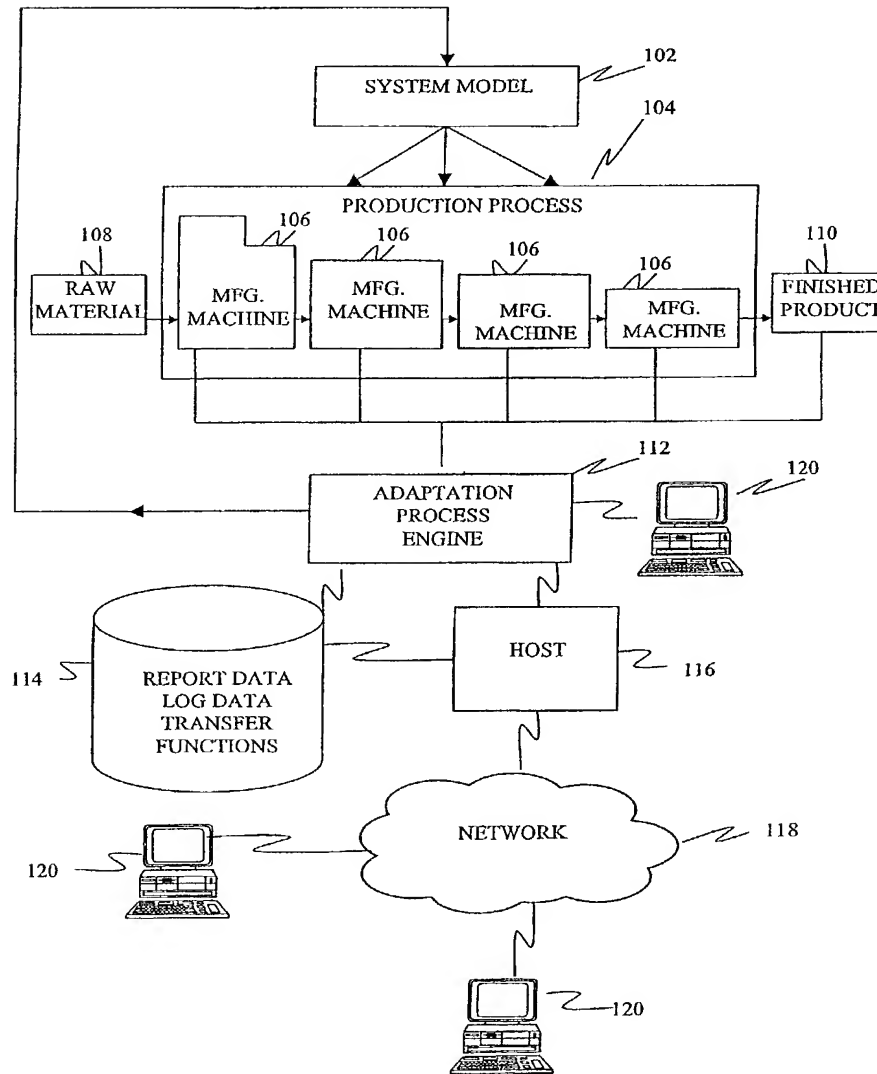 102
SYSTEM MODEL
104
PRODUCTION PROCESS
108
106
106
106
106
110
RAW
MATERIAL
MFG.
MACHINE
MFG.
MACHINE
MFG.
MACHINE
MFG.
MACHINE
FINISHED
PRODUCT
112
120
ADAPTATION
PROCESS
ENGINE
114
REPORT DATA
LOG DATA
TRANSFER
FUNCTIONS
HOST
116
NETWORK
118
120
120